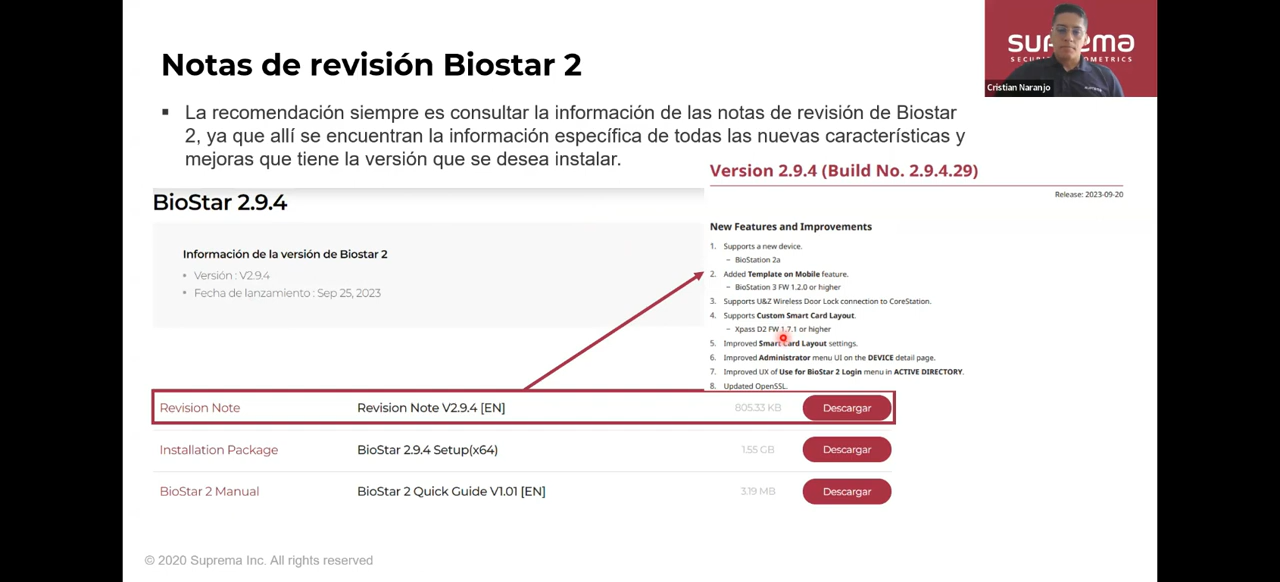 Notas de revisión Biostar 2
La recomendación siempre es consultar la información de las notas de revisión de Biostar
2, ya que allí se encuentran la información específica de todas las nuevas características y
mejoras que tiene la versión que se desea instalar.
suprema
SECURITY & BIOMETRICS
Cristian Naranjo
BioStar 2.9.4
Información de la versión de Biostar 2
• Versión : V2.9.4
• Fecha de lanzamiento : Sep 25, 2023
Version 2.9.4 (Build No. 2.9.4.29)
Release: 2023-09-20
New Features and Improvements
1. Supports a new device.
– BioStation 2a
2. Added Template on Mobile feature.
– BioStation 3 FW 1.2.0 or higher
3. Supports U&Z Wireless Door Lock connection to CoreStation.
4. Supports Custom Smart Card Layout.
– Xpass D2 FW 1.7.1 or higher
5. Improved Smart Card Layout settings.
6. Improved Administrator menu UI on the DEVICE detail page.
7. Improved UX of Use for BioStar 2 Login menu in ACTIVE DIRECTORY.
8. Updated OpenSSL.
Revision Note Revision Note V2.9.4 [EN] 805.33 KB Descargar
Installation Package BioStar 2.9.4 Setup(x64) 1.55 GB Descargar
BioStar 2 Manual BioStar 2 Quick Guide V1.01 [EN] 3.19 MB Descargar
© 2020 Suprema Inc. All rights reserved